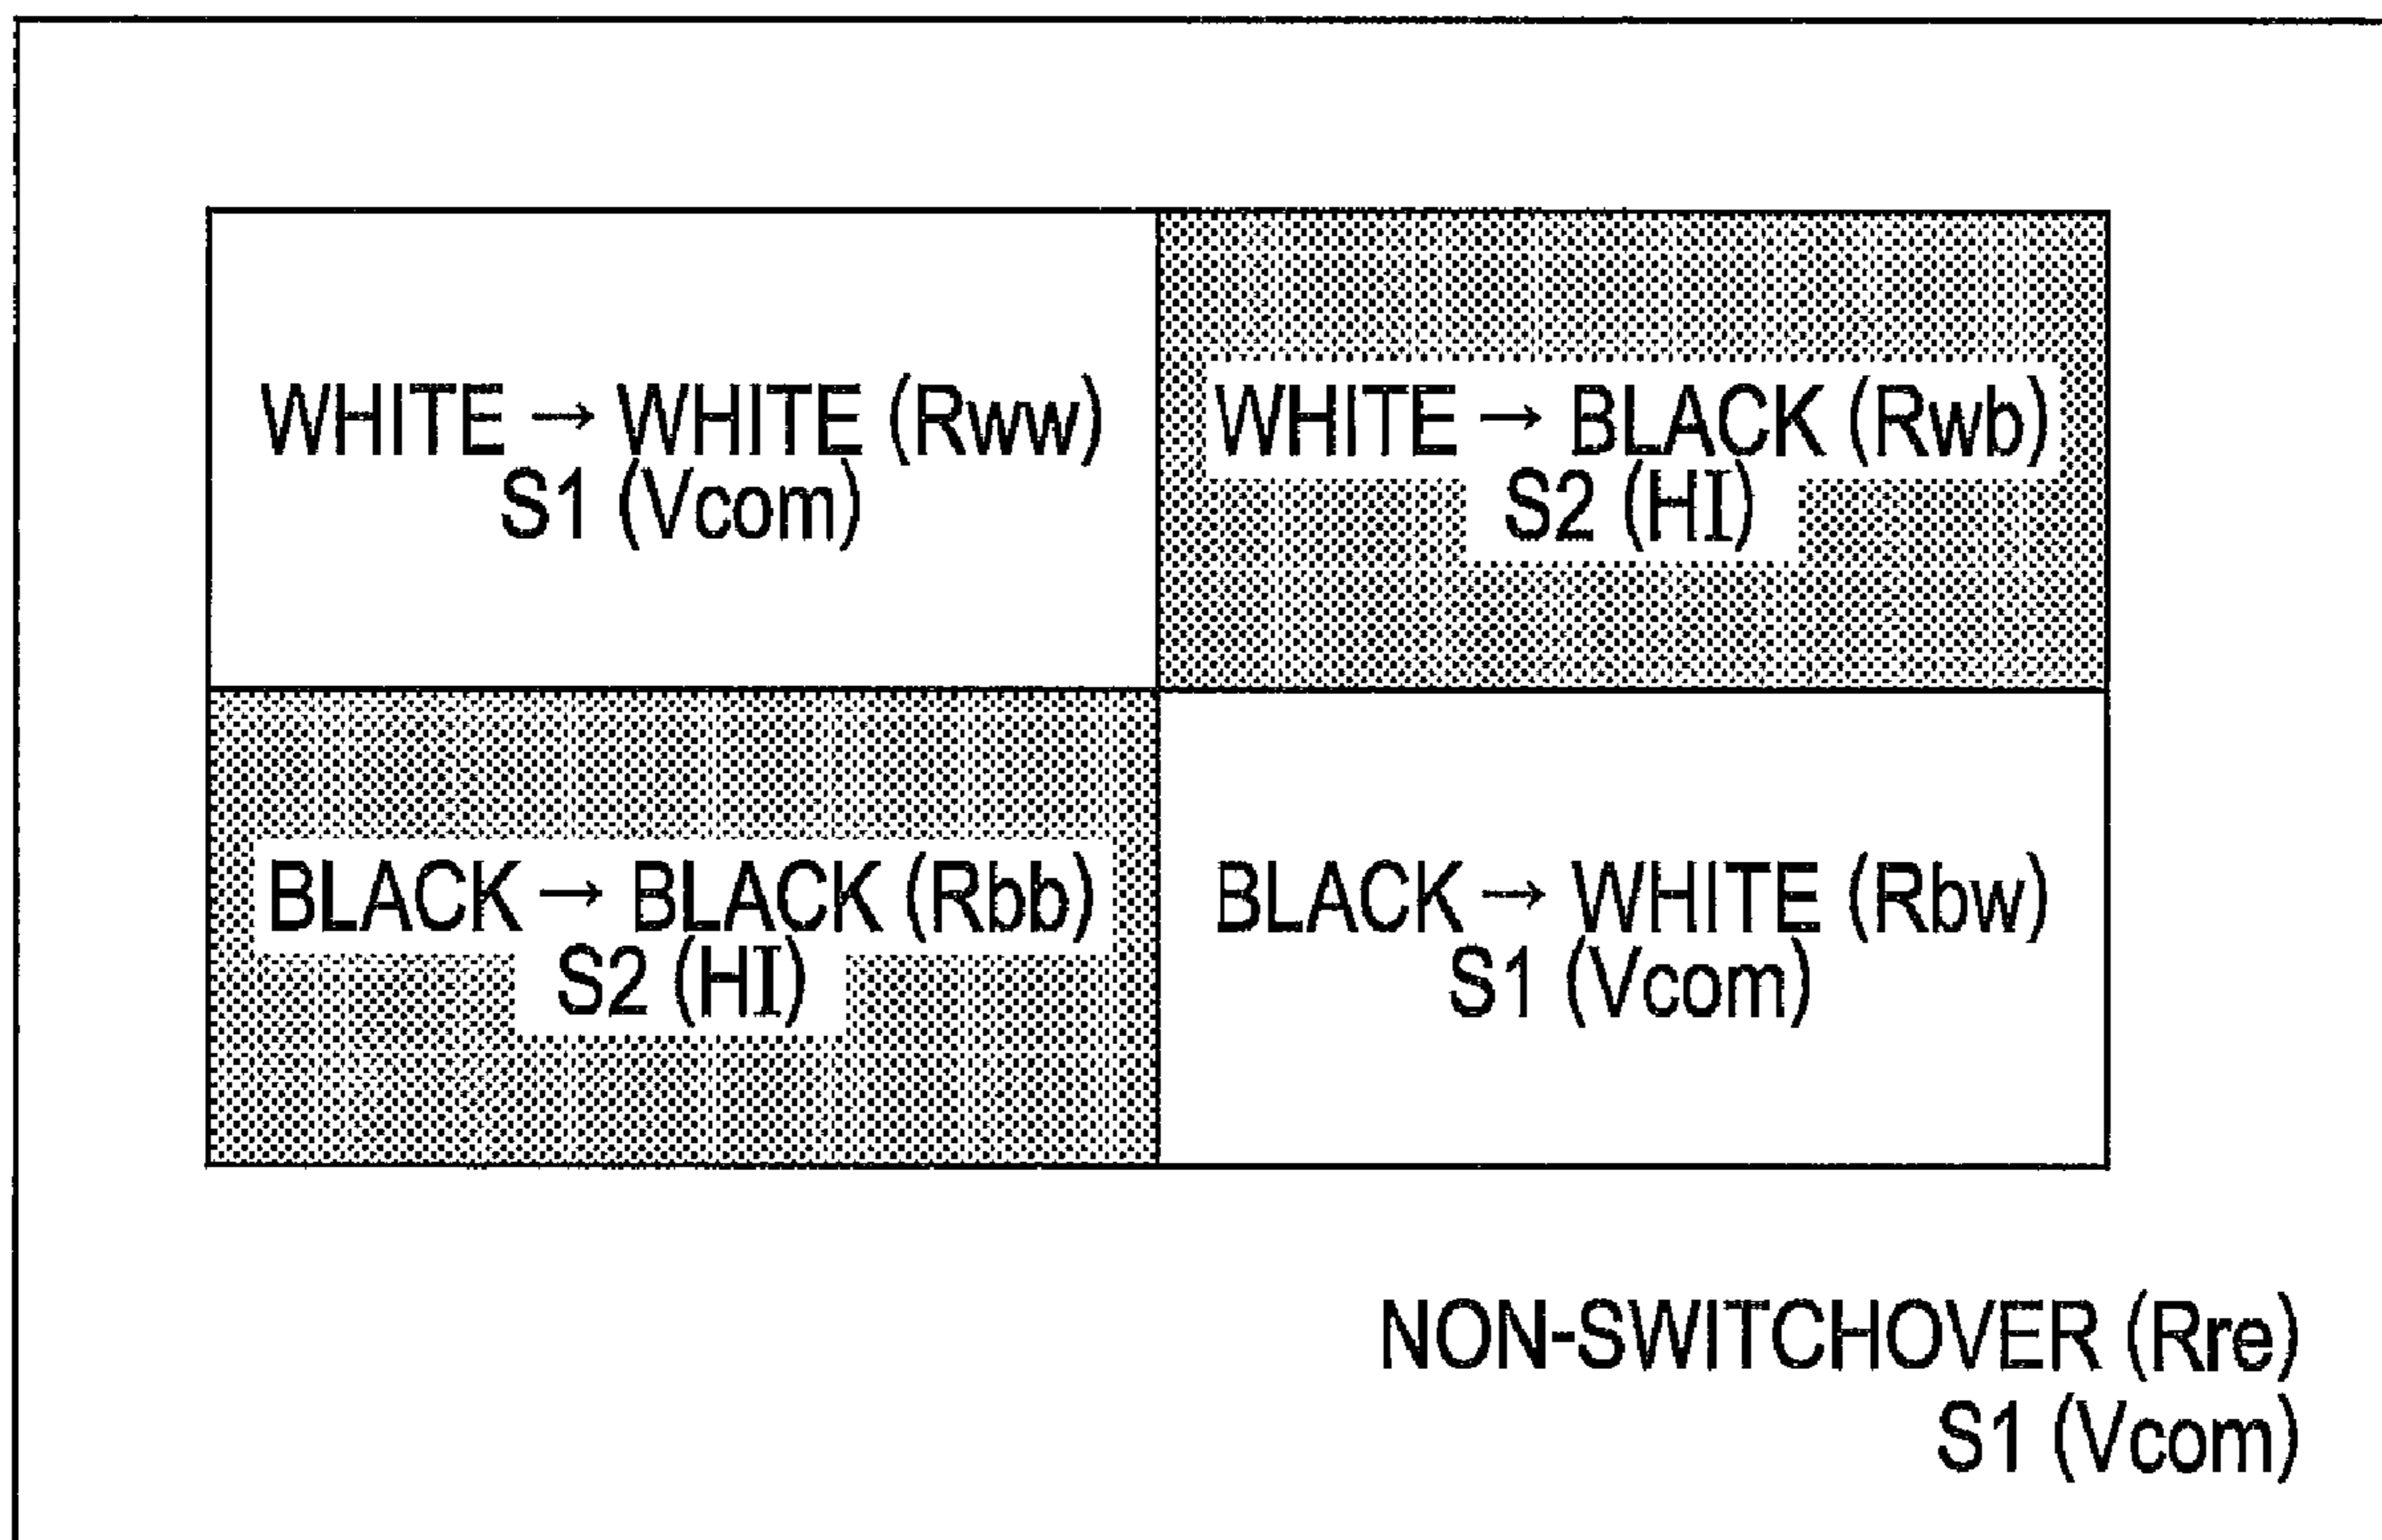 WHITE → WHITE (Rww)
S1 (Vcom)
WHITE → BLACK (Rwb)
S2 (HI)
BLACK → BLACK (Rbb)
S2 (HI)
BLACK → WHITE (Rbw)
S1 (Vcom)
NON-SWITCHOVER (Rre)
S1 (Vcom)